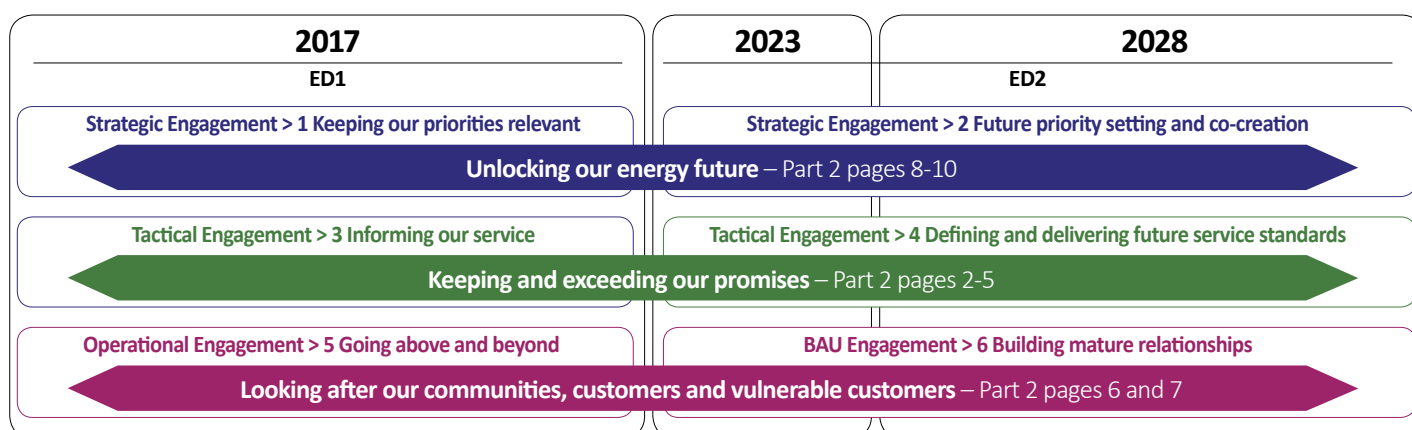 2017
2023
2028
ED1
ED2
Strategic Engagement > 1 Keeping our priorities relevant
Strategic Engagement > 2 Future priority setting and co-creation
Unlocking our energy future – Part 2 pages 8-10
Tactical Engagement > 3 Informing our service
Tactical Engagement > 4 Defining and delivering future service standards
Keeping and exceeding our promises – Part 2 pages 2-5
Operational Engagement > 5 Going above and beyond
BAU Engagement > 6 Building mature relationships
Looking after our communities, customers and vulnerable customers – Part 2 pages 6 and 7